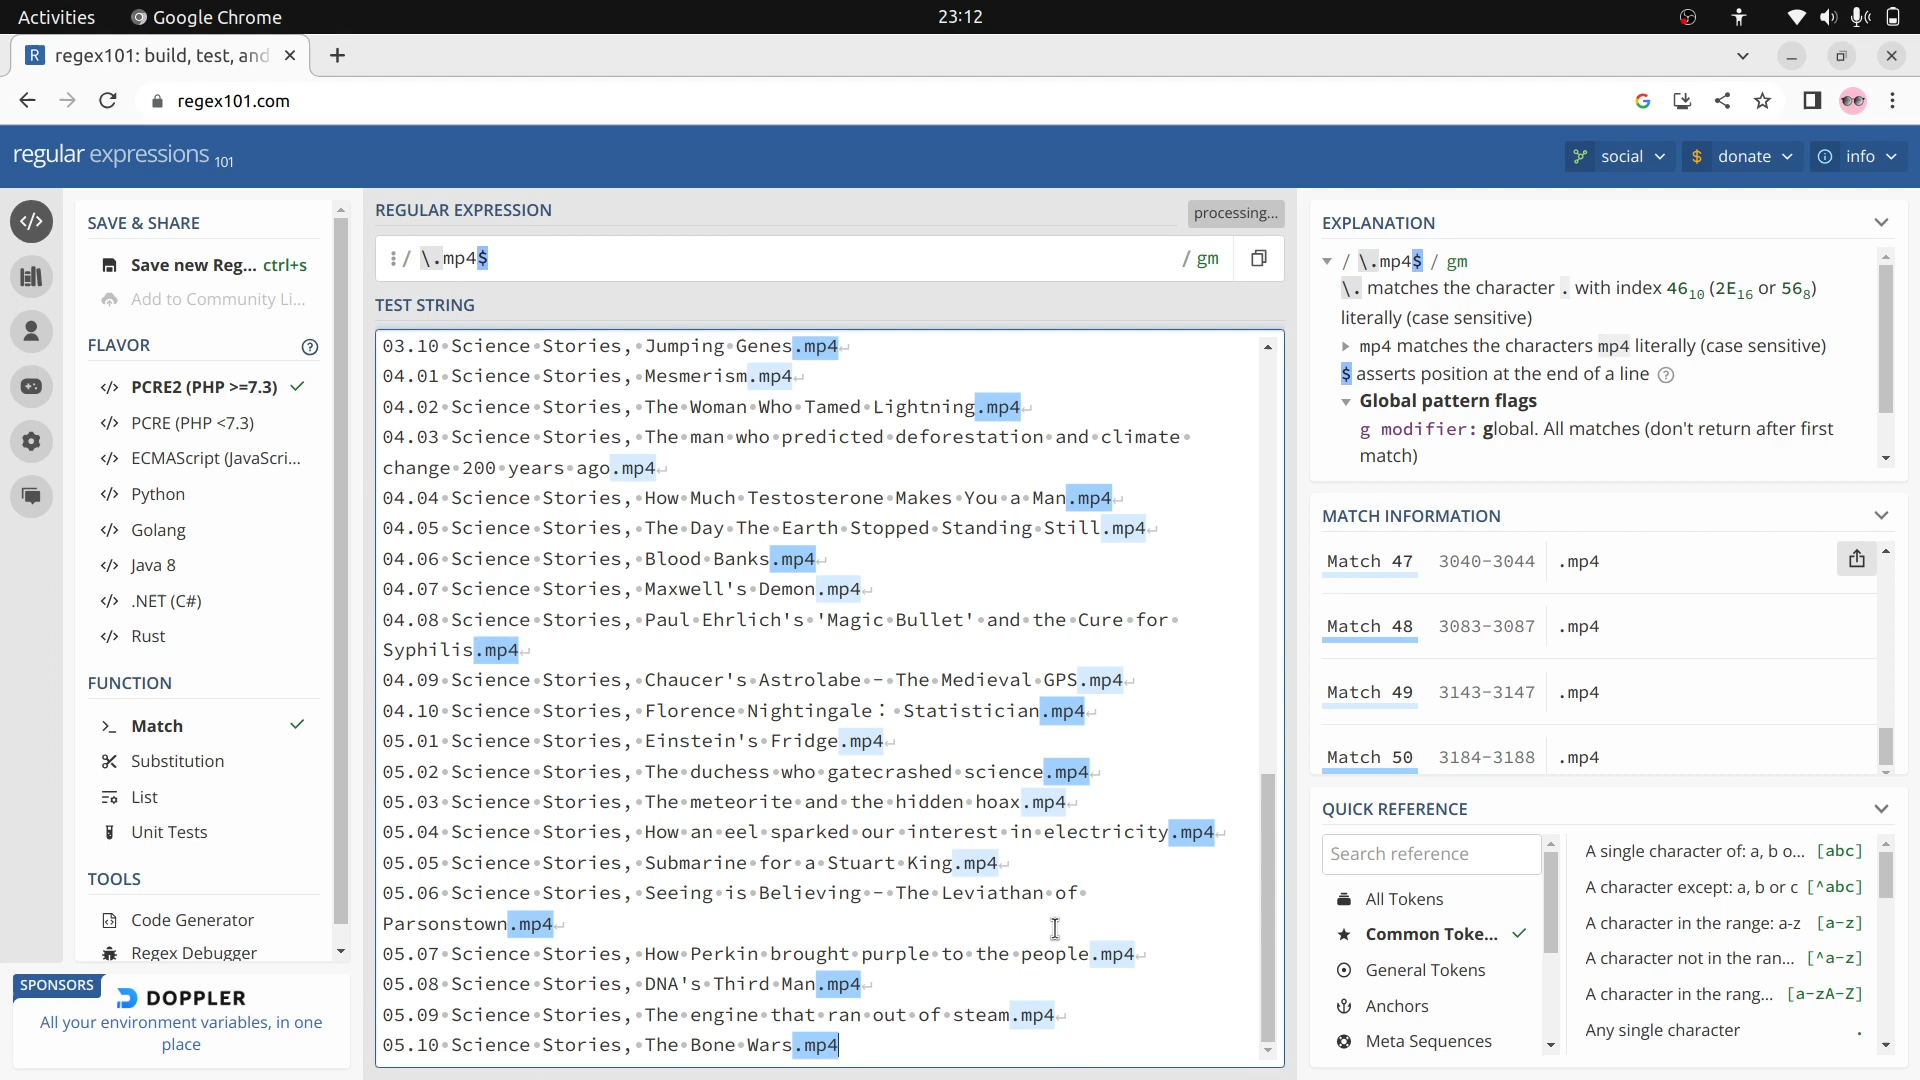 Activities
Google Chrome
23:12
regex101: build, test, and
regex101.com
regular expressions 101
social
$ donate
info
SAVE & SHARE
Save new Reg... ctrl+s
Add to Community Li...
FLAVOR
</> PCRE2 (PHP >=7.3)
</> PCRE (PHP <7.3)
</> ECMAScript (JavaScri...
</> Python
</> Golang
</> Java 8
</> .NET (C#)
</> Rust
FUNCTION
>_ Match
Substitution
List
Unit Tests
TOOLS
Code Generator
Regex Debugger
SPONSORS
DOPPLER
All your environment variables, in one
place
REGULAR EXPRESSION
processing...
/ \.mp4$ / gm
TEST STRING
03.10 Science Stories, Jumping Genes.mp4
04.01 Science Stories, Mesmerism.mp4
04.02 Science Stories, The Woman Who Tamed Lightning.mp4
04.03 Science Stories, The man who predicted deforestation and climate
change 200 years ago.mp4
04.04 Science Stories, How Much Testosterone Makes You a Man.mp4
04.05 Science Stories, The Day The Earth Stopped Standing Still.mp4
04.06 Science Stories, Blood Banks.mp4
04.07 Science Stories, Maxwell's Demon.mp4
04.08 Science Stories, Paul Ehrlich's 'Magic Bullet' and the Cure for
Syphilis.mp4
04.09 Science Stories, Chaucer's Astrolabe - The Medieval GPS.mp4
04.10 Science Stories, Florence Nightingale： Statistician.mp4
05.01 Science Stories, Einstein's Fridge.mp4
05.02 Science Stories, The duchess who gatecrashed science.mp4
05.03 Science Stories, The meteorite and the hidden hoax.mp4
05.04 Science Stories, How an eel sparked our interest in electricity.mp4
05.05 Science Stories, Submarine for a Stuart King.mp4
05.06 Science Stories, Seeing is Believing - The Leviathan of
Parsonstown.mp4
05.07 Science Stories, How Perkin brought purple to the people.mp4
05.08 Science Stories, DNA's Third Man.mp4
05.09 Science Stories, The engine that ran out of steam.mp4
05.10 Science Stories, The Bone Wars.mp4
EXPLANATION
/ \.mp4$ / gm
\. matches the character . with index 46₁₀ (2E₁₆ or 56₈)
literally (case sensitive)
mp4 matches the characters mp4 literally (case sensitive)
$ asserts position at the end of a line
Global pattern flags
g modifier: global. All matches (don't return after first
match)
MATCH INFORMATION
Match 47 3040-3044 .mp4
Match 48 3083-3087 .mp4
Match 49 3143-3147 .mp4
Match 50 3184-3188 .mp4
QUICK REFERENCE
Search reference
All Tokens
Common Toke...
General Tokens
Anchors
Meta Sequences
A single character of: a, b o... [abc]
A character except: a, b or c [^abc]
A character in the range: a-z [a-z]
A character not in the ran... [^a-z]
A character in the rang... [a-zA-Z]
Any single character .